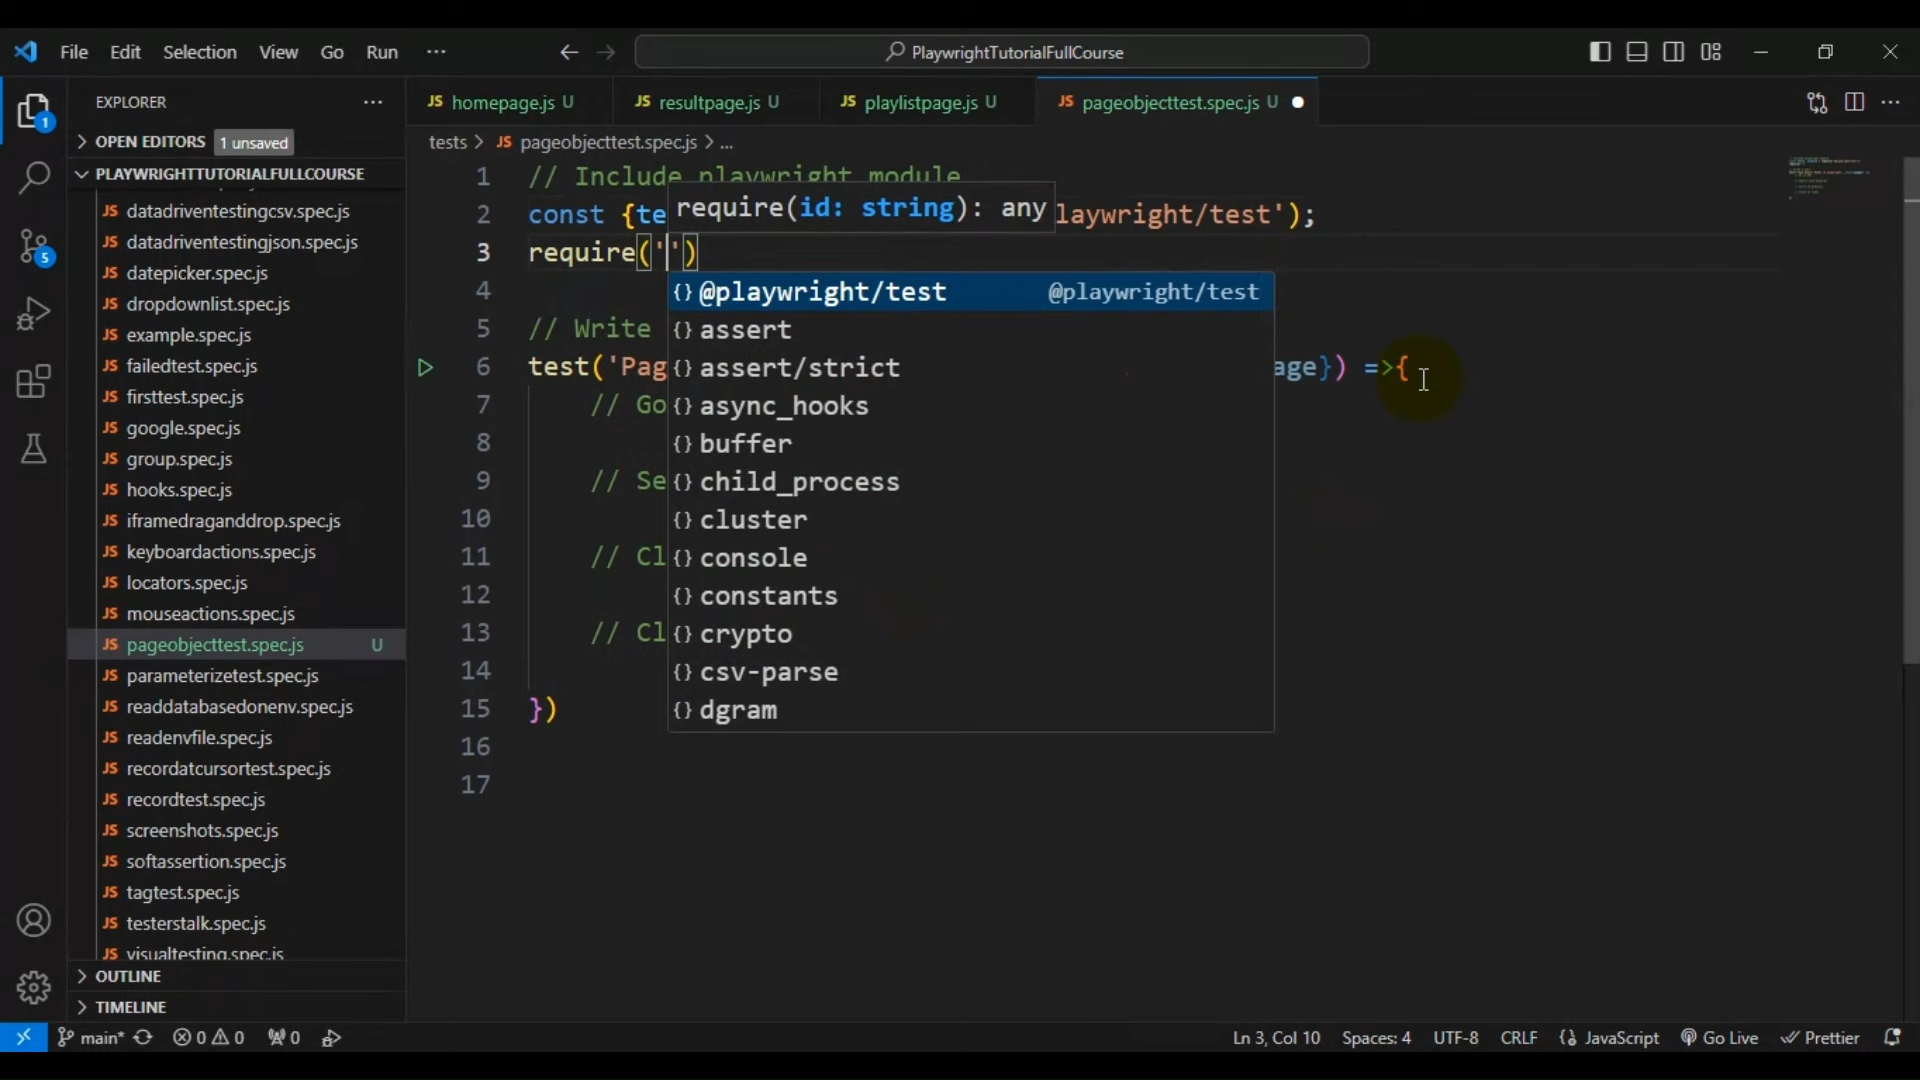 File Edit Selection View Go Run ···
PlaywrightTutorialFullCourse
EXPLORER ···
homepage.js U
resultpage.js U
playlistpage.js U
pageobjecttest.spec.js U
OPEN EDITORS 1 unsaved
tests > JS pageobjecttest.spec.js > ...
PLAYWRIGHTTUTORIALFULLCOURSE
JS datadriventestingcsv.spec.js
JS datadriventestingjson.spec.js
JS datepicker.spec.js
JS dropdownlist.spec.js
JS example.spec.js
JS failedtest.spec.js
JS firsttest.spec.js
JS google.spec.js
JS group.spec.js
JS hooks.spec.js
JS iframedraganddrop.spec.js
JS keyboardactions.spec.js
JS locators.spec.js
JS mouseactions.spec.js
JS pageobjecttest.spec.js U
JS parameterizetest.spec.js
JS readdatabasedonenv.spec.js
JS readenvfile.spec.js
JS recordatcursortest.spec.js
JS recordtest.spec.js
JS screenshots.spec.js
JS softassertion.spec.js
JS tagtest.spec.js
JS testerstalk.spec.js
JS visualtesting.spec.js
OUTLINE
TIMELINE
1 // Include playwright module
2 const {te laywright/test');
require(id: string): any
3 require('')
4
5 // Write
6 test('Pag age}) =>{
7 // Go
8
9 // Se
10
11 // Cl
12
13 // Cl
14
15 })
16
17
{} @playwright/test @playwright/test
{} assert
{} assert/strict
{} async_hooks
{} buffer
{} child_process
{} cluster
{} console
{} constants
{} crypto
{} csv-parse
{} dgram
1
5
main* 0 0 0
Ln 3, Col 10 Spaces: 4 UTF-8 CRLF {} JavaScript Go Live Prettier